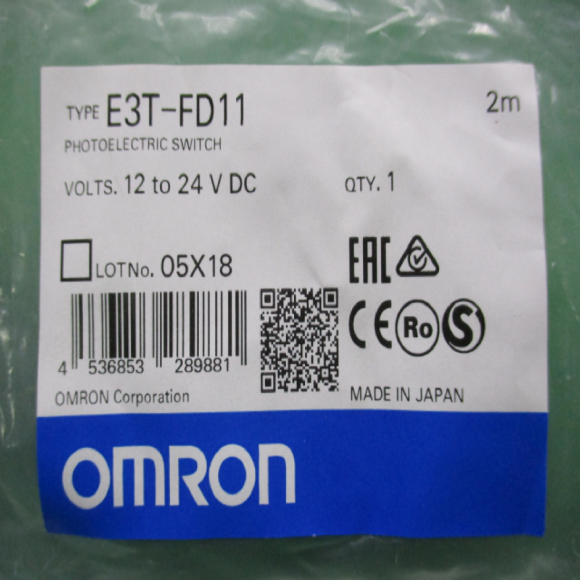 TYPE E3T-FD11 2m
PHOTOELECTRIC SWITCH
VOLTS. 12 to 24 V DC QTY. 1
LOTNo. 05X18
EAC
CE Ro S
4 536853 289881
OMRON Corporation MADE IN JAPAN
OMRON